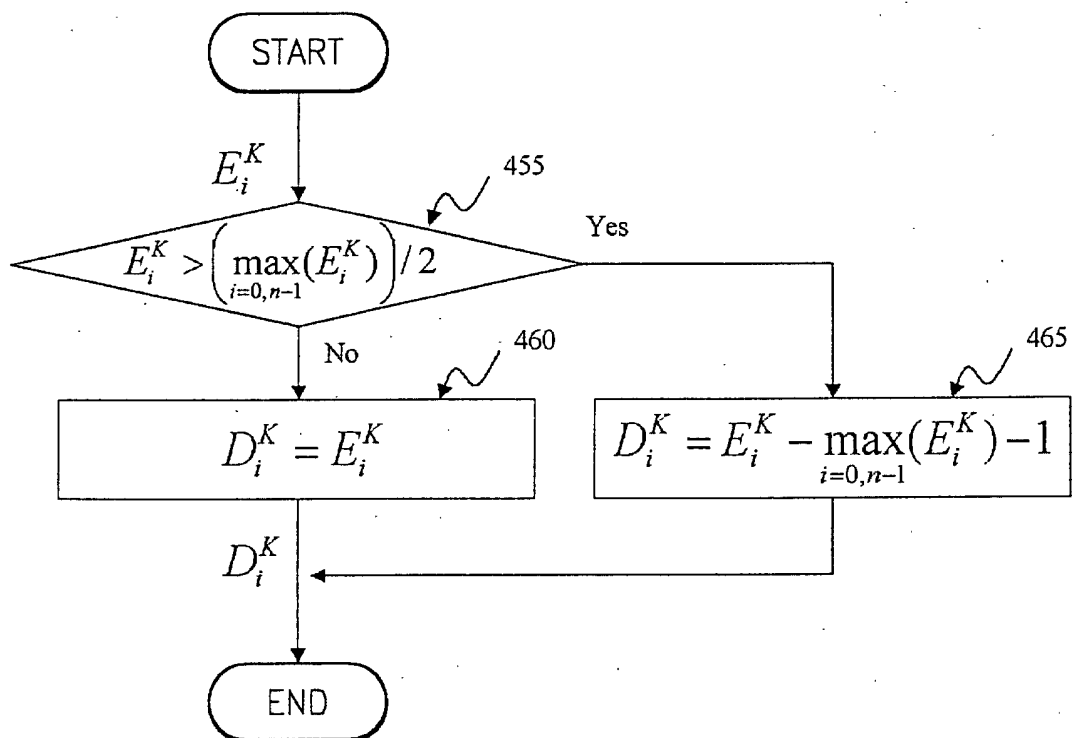 START
E_i^K
455
Yes
E_i^K > ( max_{i=0,n-1} (E_i^K) ) / 2
No
460
465
D_i^K = E_i^K
D_i^K = E_i^K - max_{i=0,n-1} (E_i^K) - 1
D_i^K
END